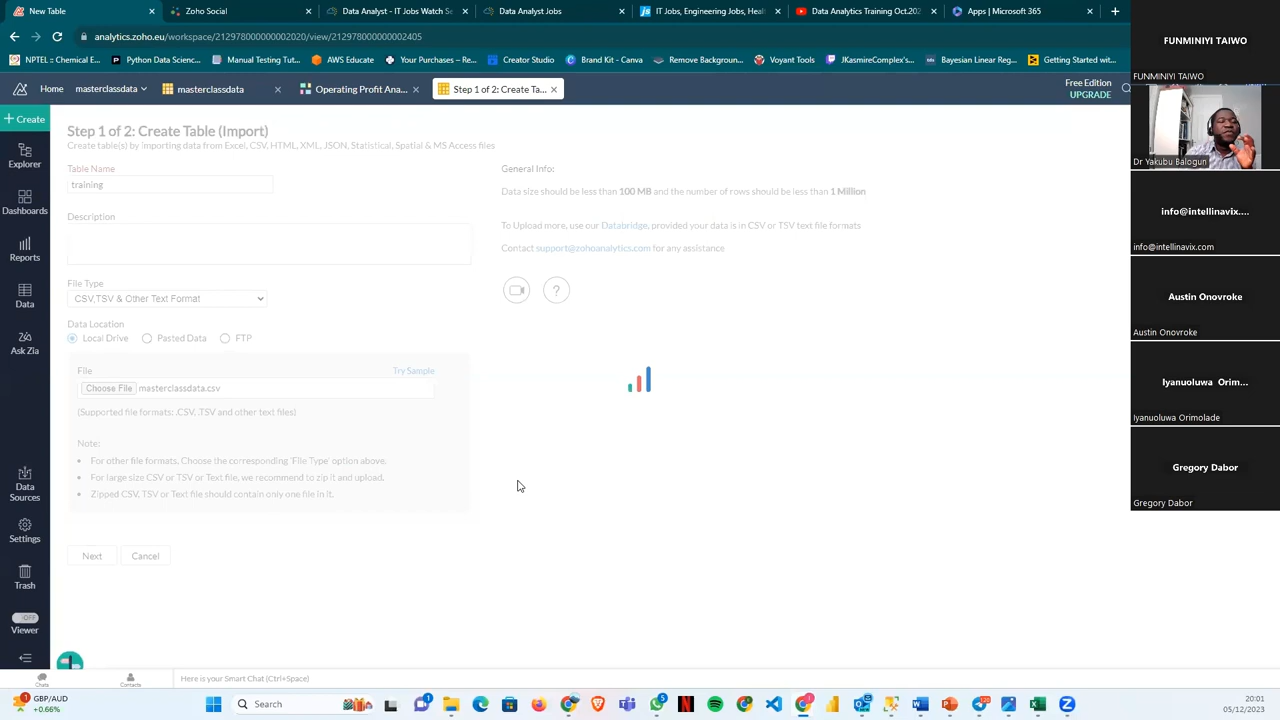 Zoho Social
Data Analyst - IT Work Se
Data Analyst, Jobs
IT Jobs, Employment, Healt
Data Analytics Training Oct.202
Apps | Microsoft 365
analytics.zoho.eu/workspace/212978000000002020/view/212978000000002405
NPTEL :: Chemical E...
Python Data Scienc...
Manual Testing Tut...
AWS Educate
Creator Studio
Brand Kit - Canva
Remove Background...
Voyant Tools
JKasmireComplex's...
Bayesian Linear Reg...
Getting Started wit...
Home
masterclassdata
masterclassdata
Operating Profit Ana...
Step 1 of 2: Create Ta...
Free Edition
UPGRADE
Create
Explorer
Dashboards
Reports
Data
Ask Zia
Data
Sources
Settings
Trash
OFF
Viewer
Step 1 of 2: Create Table (Import)
Create table(s) by importing data from Excel, CSV, HTML, XML, JSON, Statistical, Spatial & MS Access files
Table Name
training
Description
File Type
CSV,TSV & Other Text Format
Data Location
Local Drive
Pasted Data
FTP
File
Try Sample
Choose File
masterclassdata.csv
(Supported file formats: .CSV, .TSV and other text files)
Note:
For other file formats. Choose the corresponding 'File Type' option above.
For large size CSV or TSV or Text file, we recommend to zip it and upload.
Zipped CSV, TSV or Text file should contain only one file in it.
Next
Cancel
General Info:
Data size should be less than 100 MB and the number of rows should be less than 1 Million
To Upload more, use our Databridge, provided your data is in CSV or TSV text file formats
Contact support@zohoanalytics.com for any assistance
?
FUNMINIYI TAIWO
FUNMINIYI TAIWO
Dr Yakubu Balogun
info@intellinavix....
info@intellinavix.com
Austin Onovroke
Austin Onovroke
Iyanuoluwa Orim...
Iyanuoluwa Orimolade
Gregory Dabor
Gregory Dabor
Chats
Contacts
Here is your Smart Chat (Ctrl+Space)
GBP/AUD
+0.66%
Search
20:01
05/12/2023